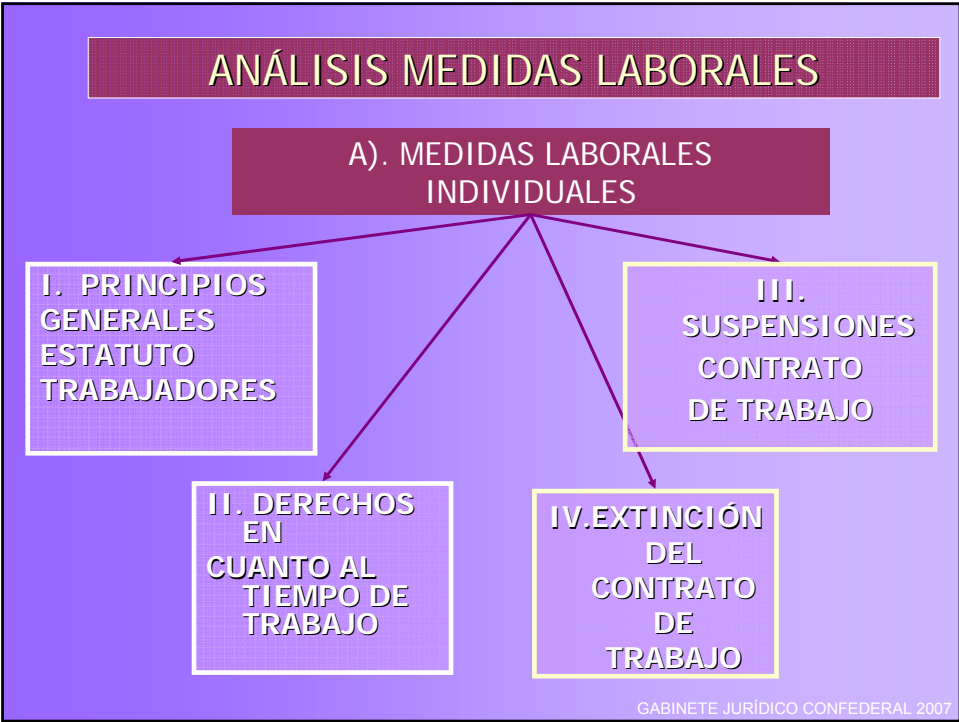 ANÁLISIS MEDIDAS LABORALES
A). MEDIDAS LABORALES
INDIVIDUALES
I. PRINCIPIOS
GENERALES
ESTATUTO
TRABAJADORES
II. DERECHOS
EN
CUANTO AL
TIEMPO DE
TRABAJO
III.
SUSPENSIONES
CONTRATO
DE TRABAJO
IV.EXTINCIÓN
DEL
CONTRATO
DE
TRABAJO
GABINETE JURÍDICO CONFEDERAL 2007